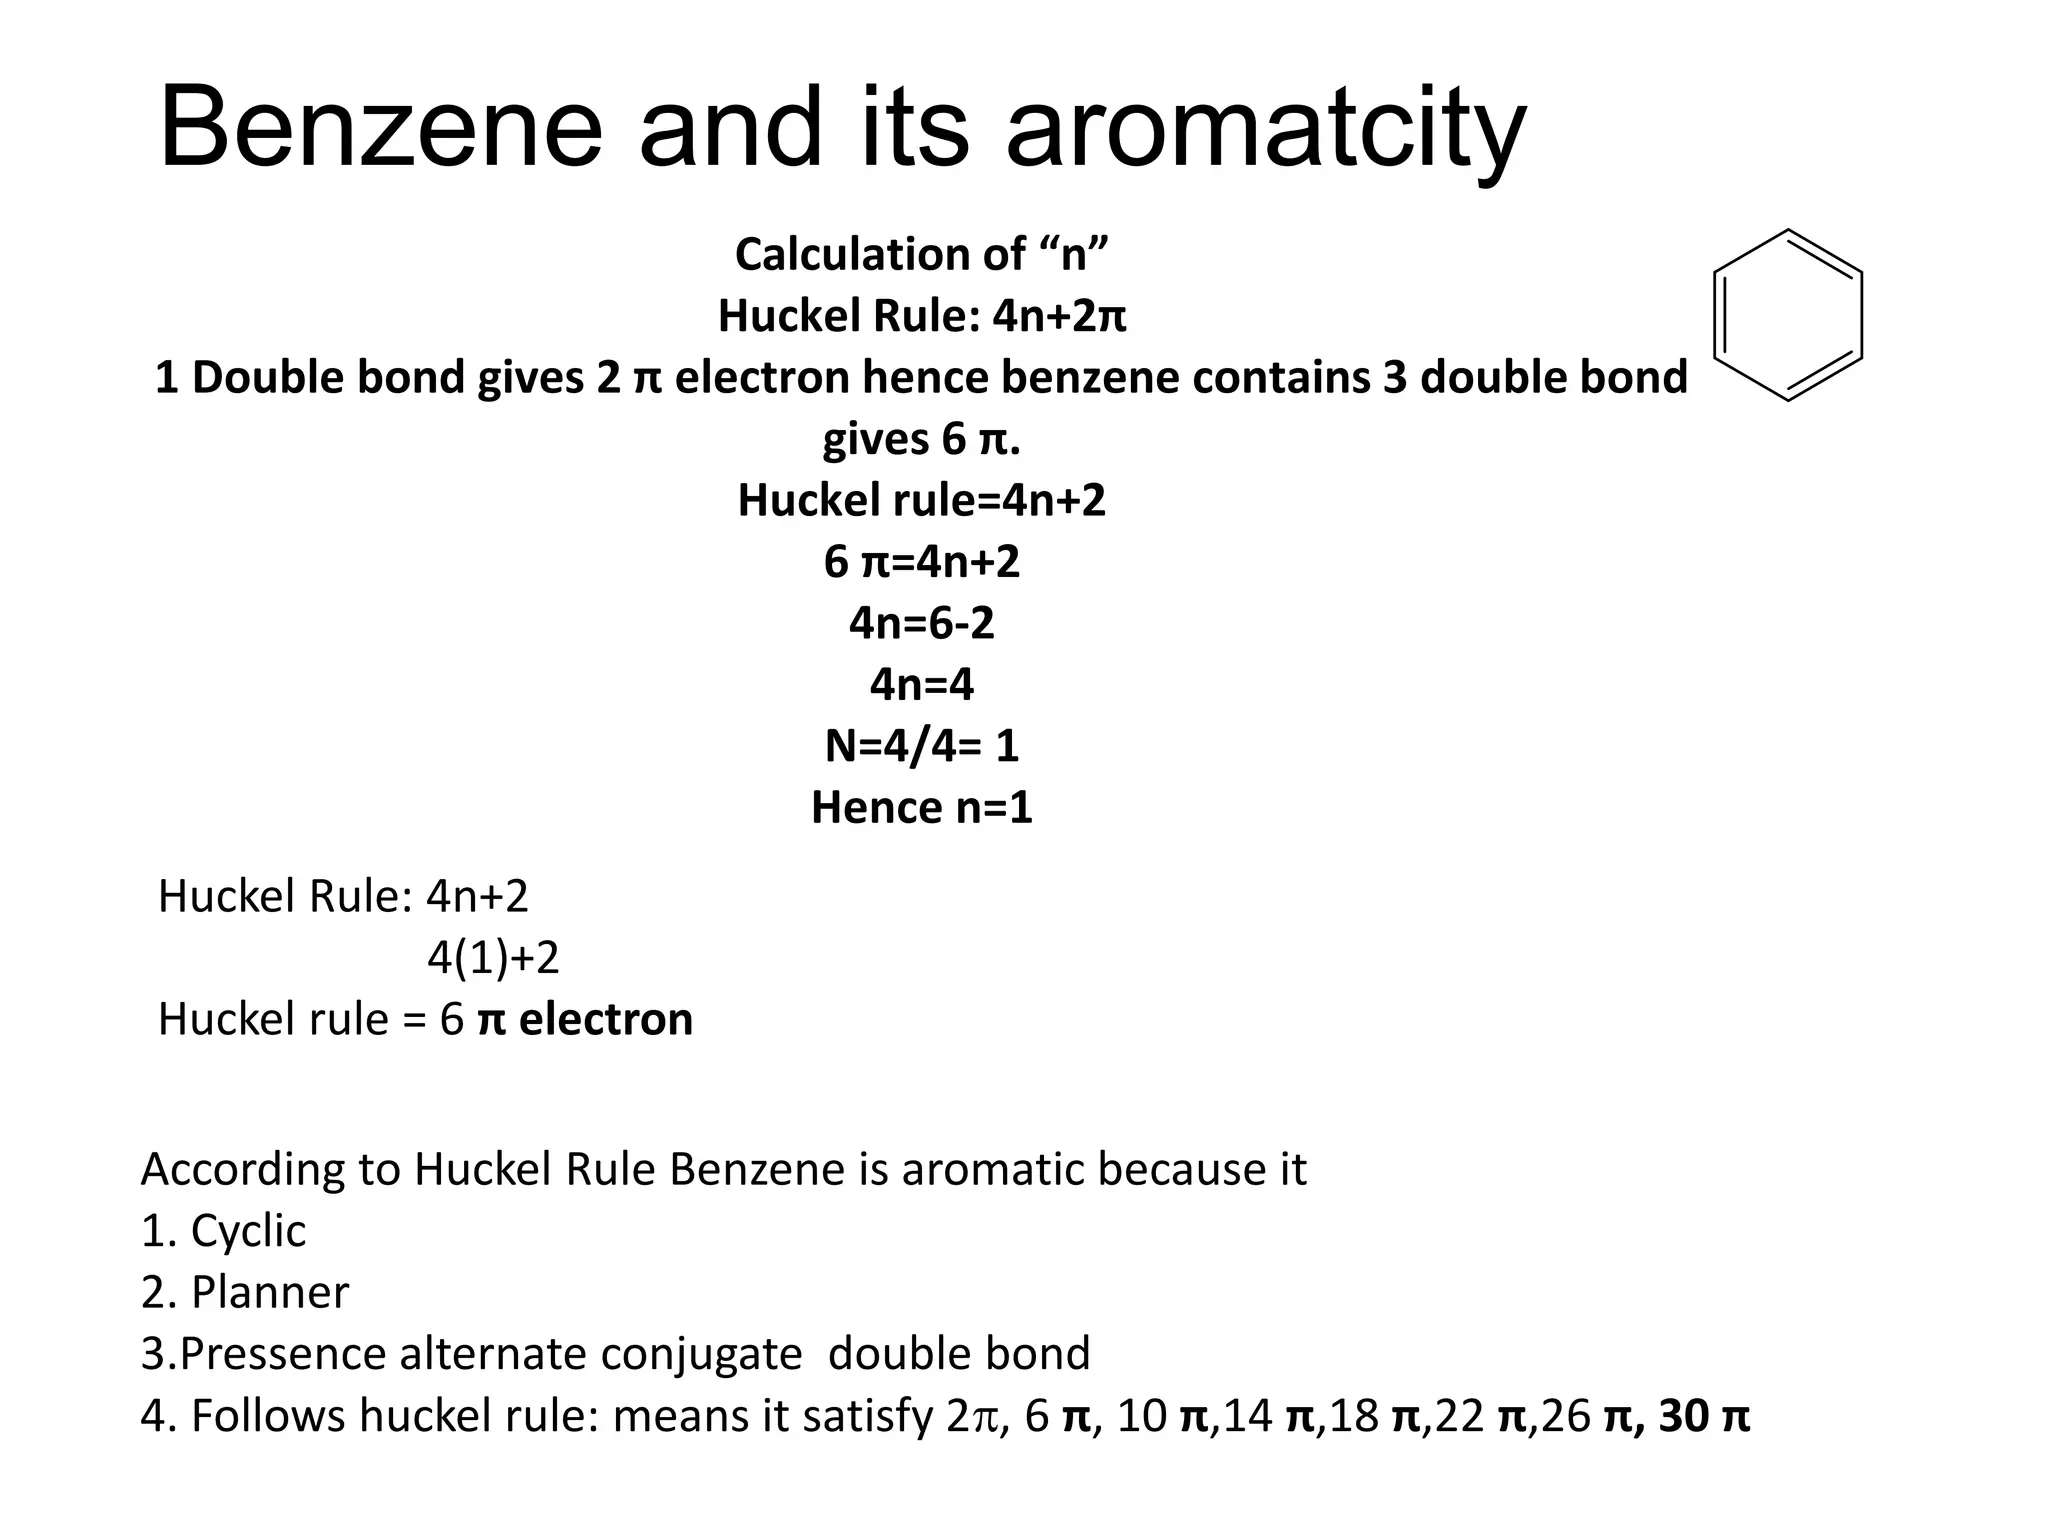 Benzene and its aromatcity
Calculation of “n”
Huckel Rule: 4n+2π
1 Double bond gives 2 π electron hence benzene contains 3 double bond
gives 6 π.
Huckel rule=4n+2
6 π=4n+2
4n=6-2
4n=4
N=4/4= 1
Hence n=1
Huckel Rule: 4n+2
4(1)+2
Huckel rule = 6 π electron
According to Huckel Rule Benzene is aromatic because it
1. Cyclic
2. Planner
3.Pressence alternate conjugate  double bond
4. Follows huckel rule: means it satisfy 2π, 6 π, 10 π,14 π,18 π,22 π,26 π, 30 π